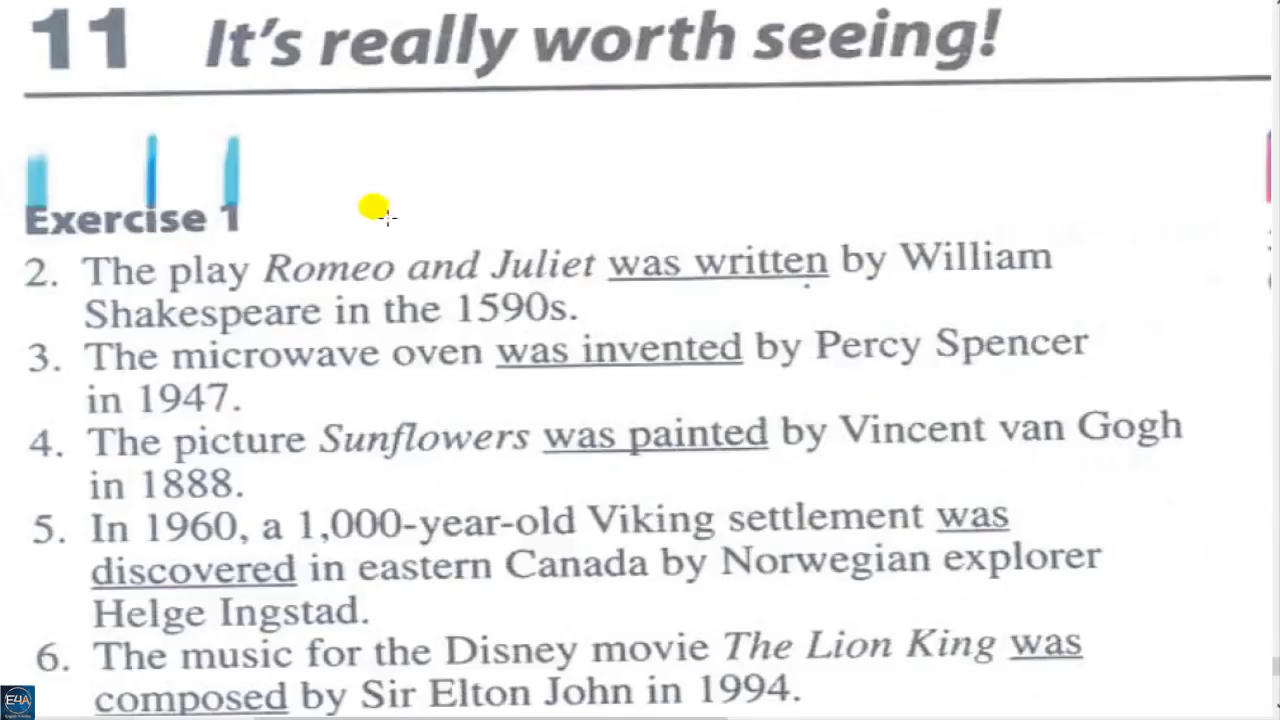 11 It's really worth seeing!
Exercise 1
2. The play Romeo and Juliet was written by William
Shakespeare in the 1590s.
3. The microwave oven was invented by Percy Spencer
in 1947.
4. The picture Sunflowers was painted by Vincent van Gogh
in 1888.
5. In 1960, a 1,000-year-old Viking settlement was
discovered in eastern Canada by Norwegian explorer
Helge Ingstad.
6. The music for the Disney movie The Lion King was
composed by Sir Elton John in 1994.
E4A